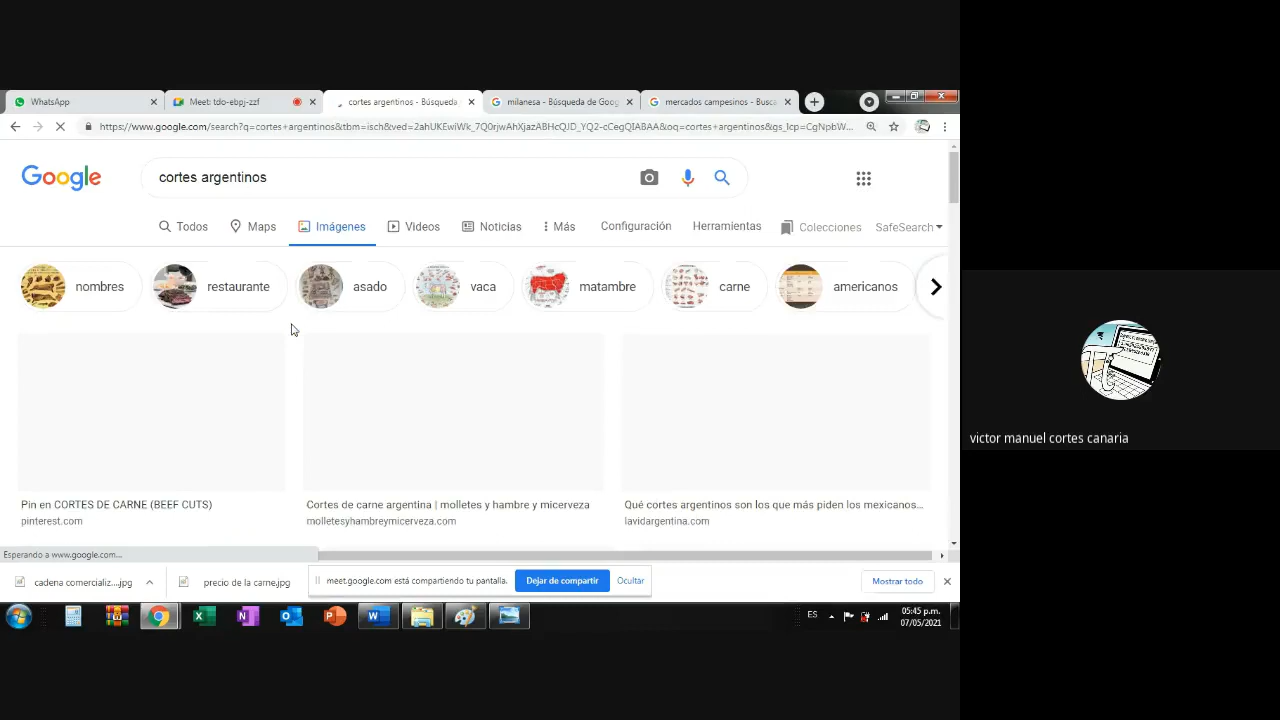 WhatsApp
Meet: tdo-ebpj-zzf
cortes argentinos - Búsqueda
milanesa - Búsqueda de Goog
mercados campesinos - Busca
https://www.google.com/search?q=cortes+argentinos&tbm=isch&ved=2ahUKEwiWk_7Q0rjwAhXjazABHcQJD_YQ2-cCegQIABAA&oq=cortes+argentinos&gs_lcp=CgNpbW...
Google
cortes argentinos
Todos
Maps
Imágenes
Videos
Noticias
Más
Configuración
Herramientas
Colecciones
SafeSearch
nombres
restaurante
asado
vaca
matambre
carne
americanos
Pin en CORTES DE CARNE (BEEF CUTS)
pinterest.com
Cortes de carne argentina | molletes y hambre y micerveza
molletesyhambreymicerveza.com
Qué cortes argentinos son los que más piden los mexicanos...
lavidargentina.com
Esperando a www.google.com...
cadena comercializ....jpg
precio de la carne.jpg
meet.google.com está compartiendo tu pantalla.
Dejar de compartir
Ocultar
Mostrar todo
ES
05:45 p.m.
07/05/2021
victor manuel cortes canaria